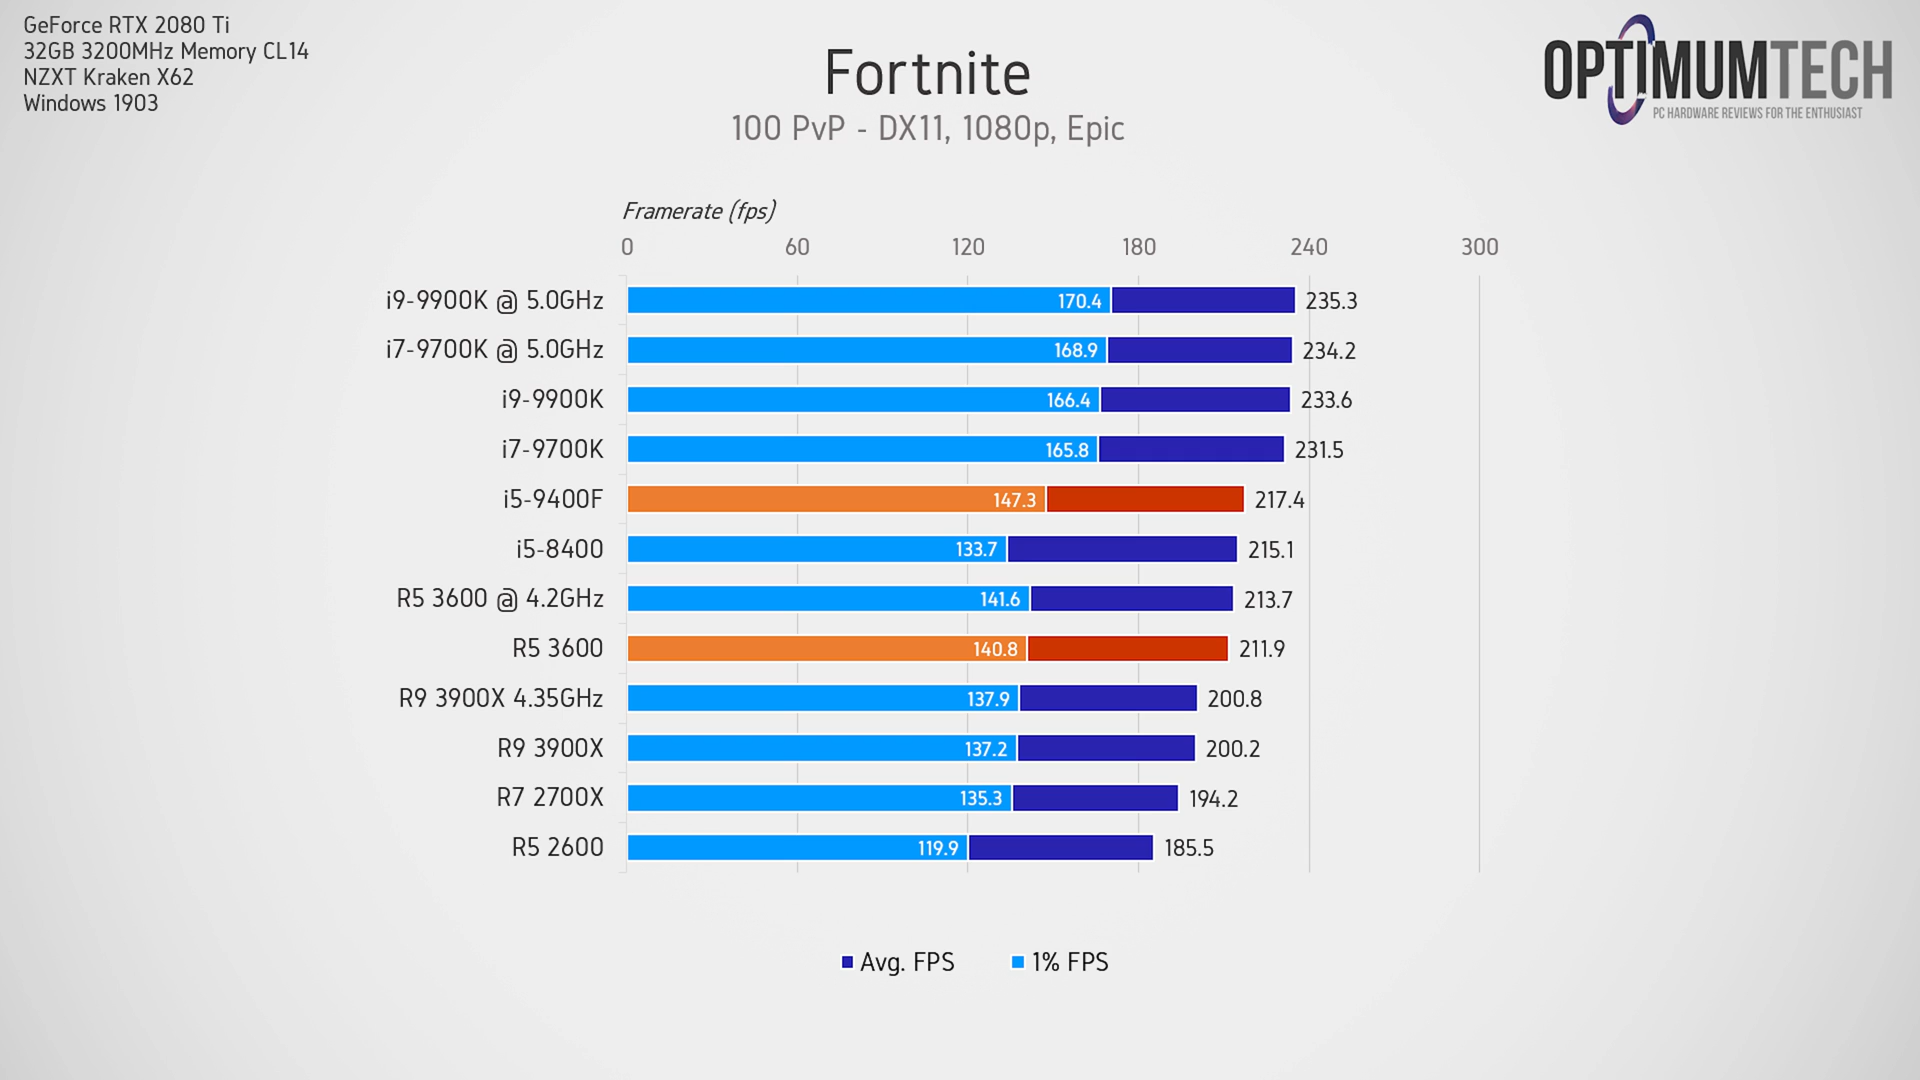 GeForce RTX 2080 Ti
32GB 3200MHz Memory CL14
NZXT Kraken X62
Windows 1903
Fortnite
100 PvP - DX11, 1080p, Epic
OPTIMUMTECH
PC HARDWARE REVIEWS FOR THE ENTHUSIAST
Framerate (fps)
0 60 120 180 240 300
i9-9900K @ 5.0GHz 170.4 235.3
i7-9700K @ 5.0GHz 168.9 234.2
i9-9900K 166.4 233.6
i7-9700K 165.8 231.5
i5-9400F 147.3 217.4
i5-8400 133.7 215.1
R5 3600 @ 4.2GHz 141.6 213.7
R5 3600 140.8 211.9
R9 3900X 4.35GHz 137.9 200.8
R9 3900X 137.2 200.2
R7 2700X 135.3 194.2
R5 2600 119.9 185.5
Avg. FPS 1% FPS